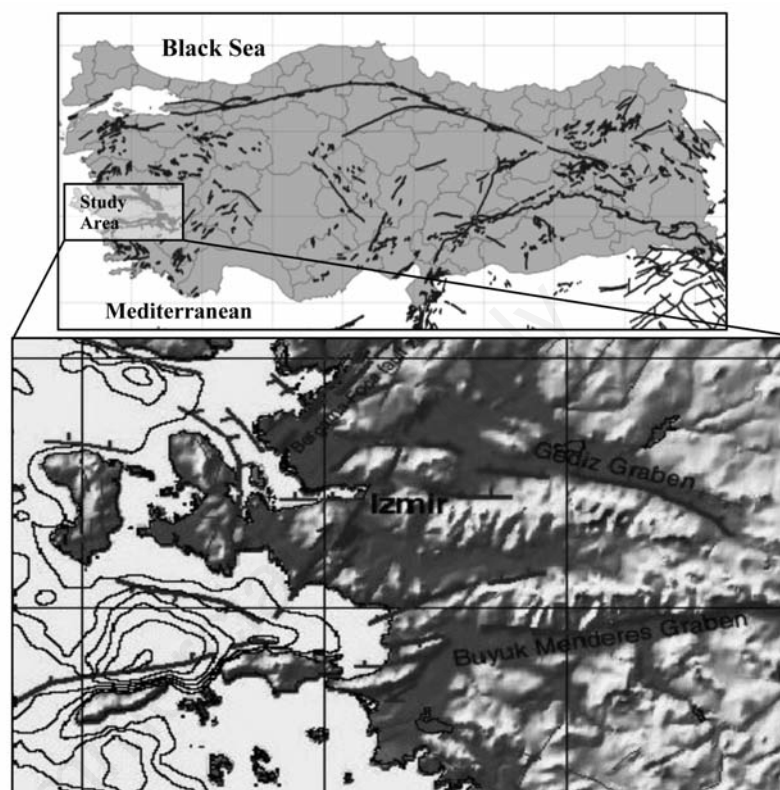 Black Sea
Study
Area
Mediterranean
Gediz Graben
Izmir
Buyuk Menderes Graben